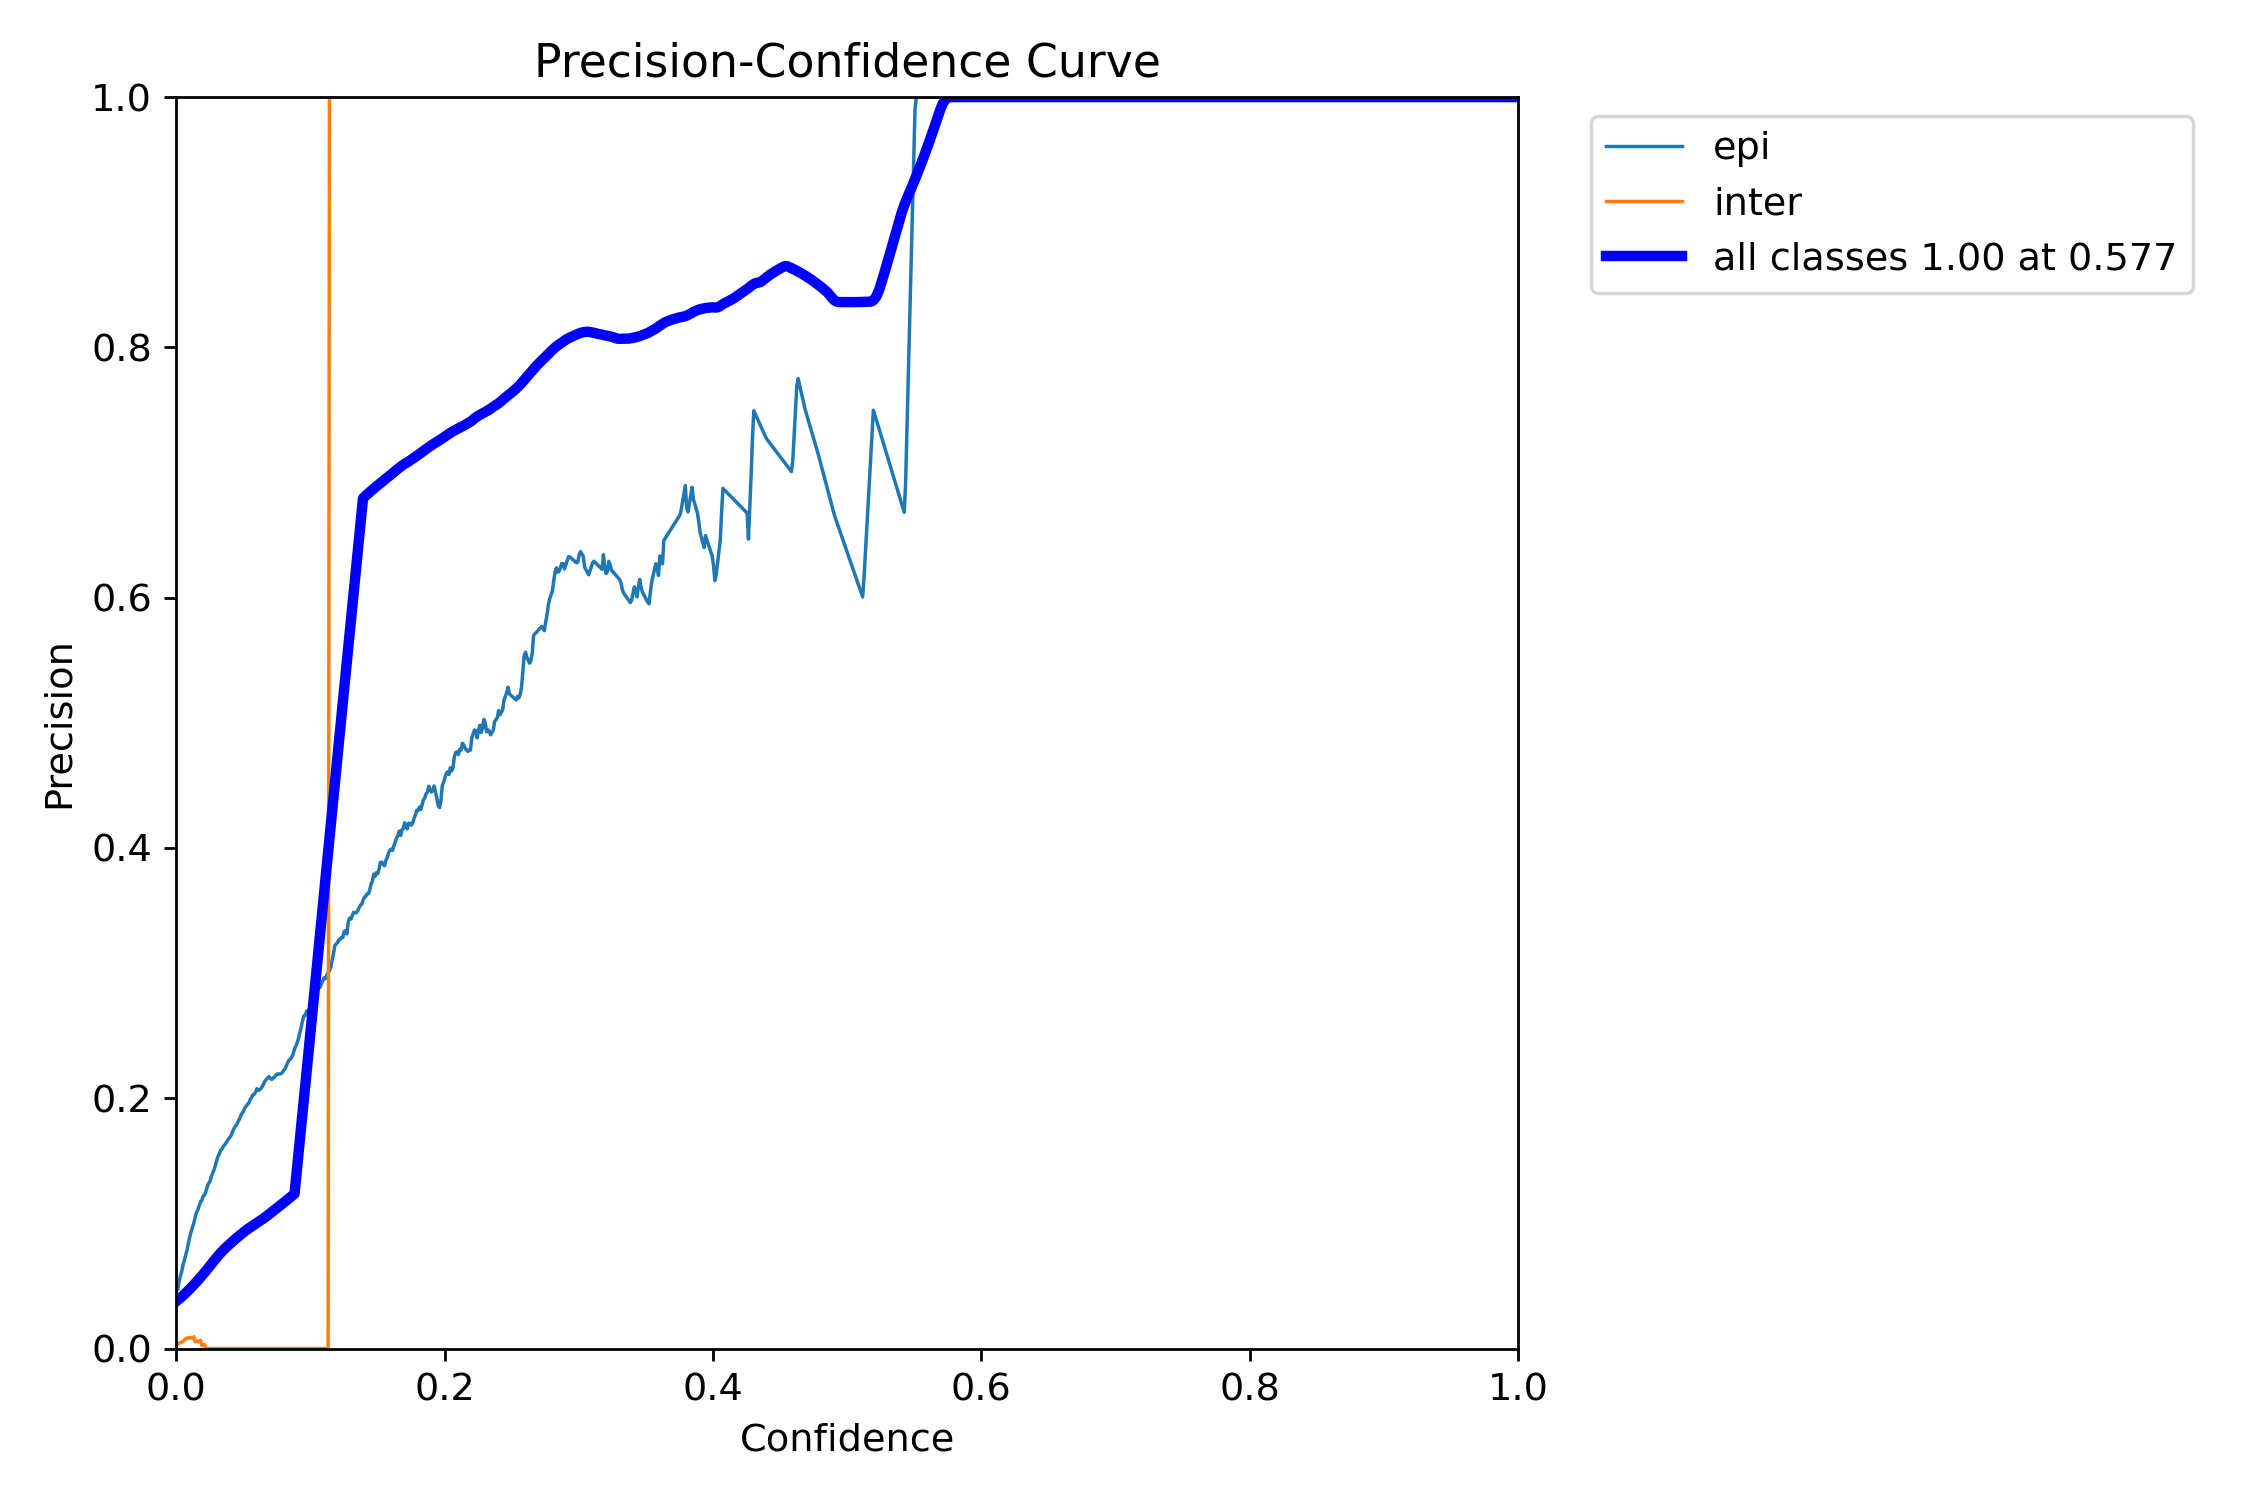 Precision-Confidence Curve
1.0
0.8
0.6
0.4
0.2
0.0
Precision
0.0 0.2 0.4 0.6 0.8 1.0
Confidence
epi
inter
all classes 1.00 at 0.577